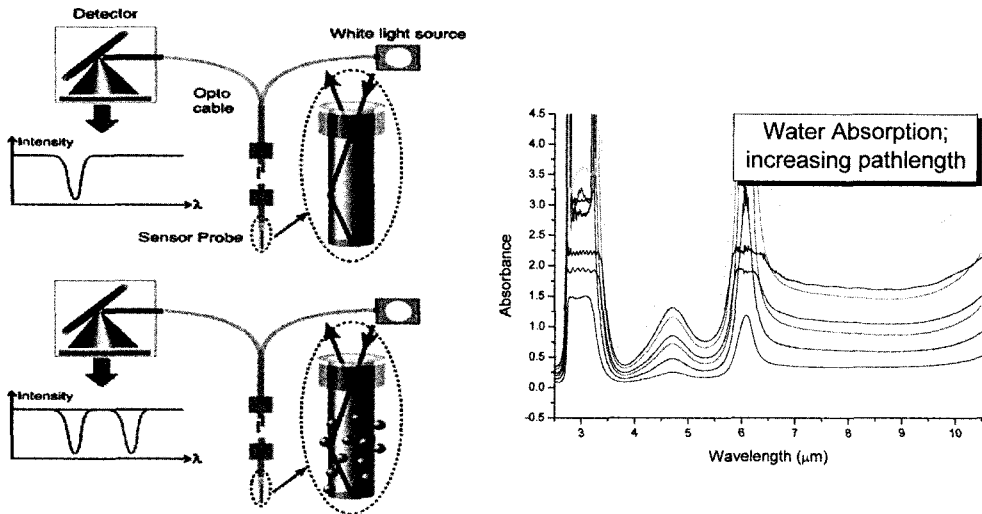 Detector
White light source
Opto
cable
Intensity
λ
Sensor Probe
Intensity
λ
Water Absorption;
increasing pathlength
Absorbance
4.5
4.0
3.5
3.0
2.5
2.0
1.5
1.0
0.5
0.0
-0.5
3 4 5 6 7 8 9 10
Wavelength (μm)